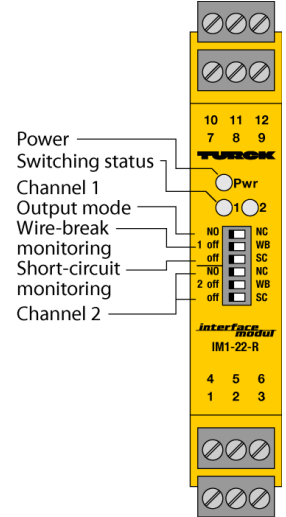 10 11 12
7 8 9
TURCK
Power
Pwr
Switching status
1 2
Channel 1
Output mode
NO NC
Wire-break
monitoring
1 off WB
Short-circuit
monitoring
off SC
NO NC
2 off WB
Channel 2
off SC
interface
modul
IM1-22-R
4 5 6
1 2 3